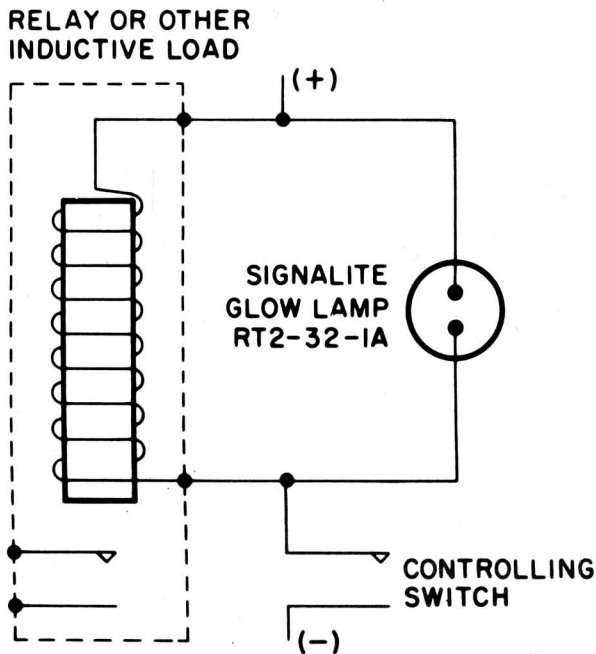 RELAY OR OTHER
INDUCTIVE LOAD
(+)
SIGNALITE
GLOW LAMP
RT2-32-1A
CONTROLLING
SWITCH
(-)